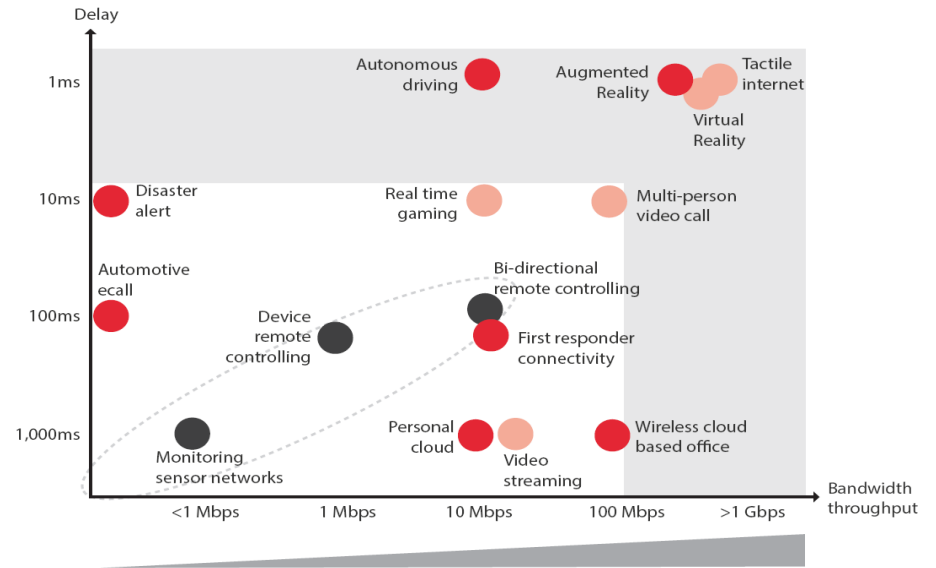 Delay
1ms
Autonomous
driving
Augmented
Reality
Tactile
internet
Virtual
Reality
10ms
Disaster
alert
Real time
gaming
Multi-person
video call
Automotive
ecall
Bi-directional
remote controlling
100ms
Device
remote
controlling
First responder
connectivity
1,000ms
Monitoring
sensor networks
Personal
cloud
Video
streaming
Wireless cloud
based office
<1 Mbps
1 Mbps
10 Mbps
100 Mbps
>1 Gbps
Bandwidth
throughput